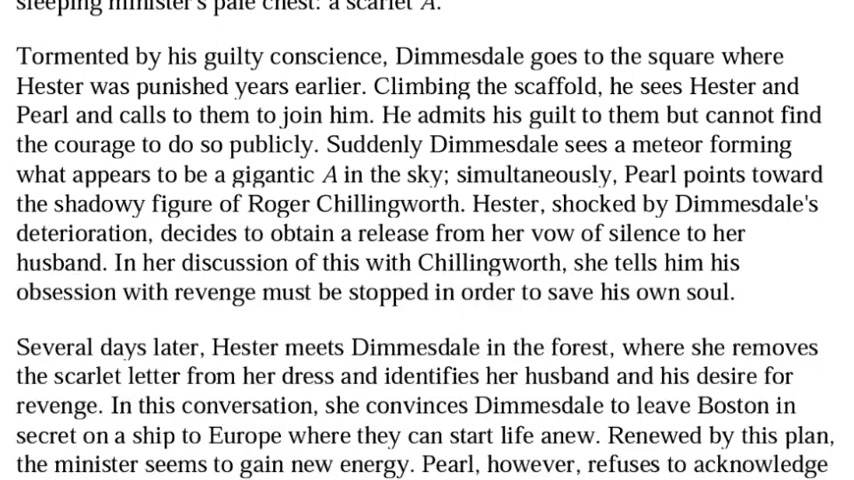 sleeping minister's pale chest: a scarlet A.
Tormented by his guilty conscience, Dimmesdale goes to the square where
Hester was punished years earlier. Climbing the scaffold, he sees Hester and
Pearl and calls to them to join him. He admits his guilt to them but cannot find
the courage to do so publicly. Suddenly Dimmesdale sees a meteor forming
what appears to be a gigantic A in the sky; simultaneously, Pearl points toward
the shadowy figure of Roger Chillingworth. Hester, shocked by Dimmesdale's
deterioration, decides to obtain a release from her vow of silence to her
husband. In her discussion of this with Chillingworth, she tells him his
obsession with revenge must be stopped in order to save his own soul.
Several days later, Hester meets Dimmesdale in the forest, where she removes
the scarlet letter from her dress and identifies her husband and his desire for
revenge. In this conversation, she convinces Dimmesdale to leave Boston in
secret on a ship to Europe where they can start life anew. Renewed by this plan,
the minister seems to gain new energy. Pearl, however, refuses to acknowledge